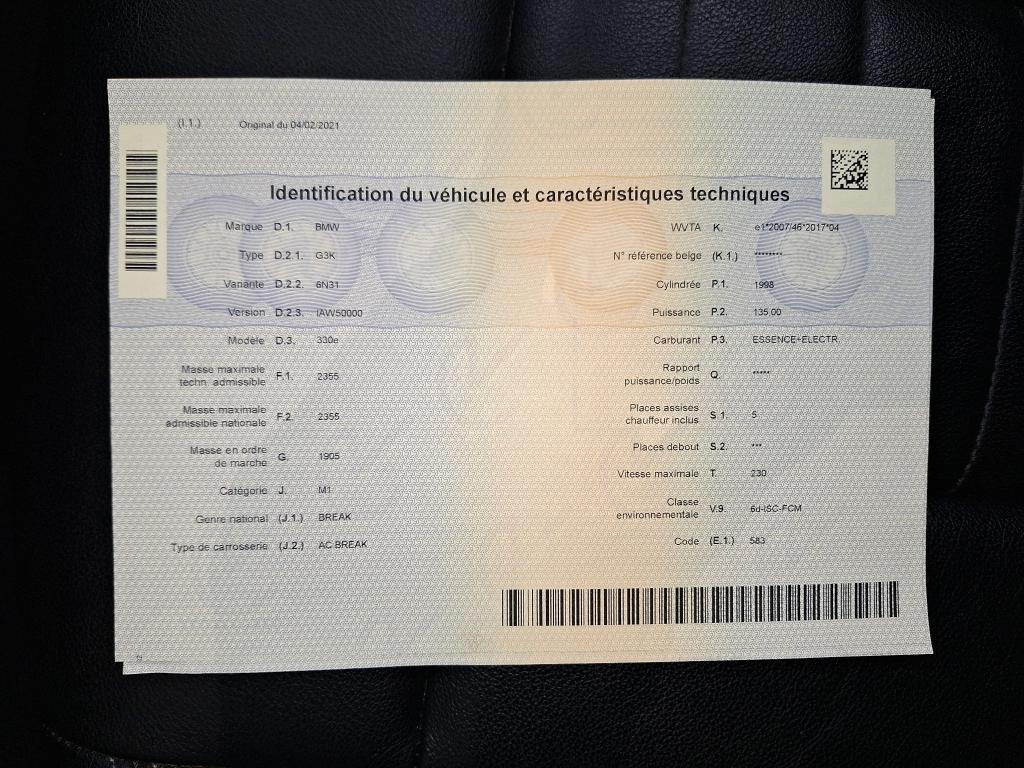 (I.1.) Original du 04/02/2021
Identification du véhicule et caractéristiques techniques
Marque D.1. BMW
Type D.2.1. G3K
Variante D.2.2. 6N31
Version D.2.3. IAW50000
Modèle D.3. 330e
Masse maximale
techn. admissible F.1. 2355
Masse maximale
admissible nationale F.2. 2355
Masse en ordre
de marche G. 1905
Catégorie J. M1
Genre national (J.1.) BREAK
Type de carrosserie (J.2.) AC BREAK
WVTA K. e1*2007/46*2017*04
N° référence belge (K.1.) ********
Cylindrée P.1. 1998
Puissance P.2. 135.00
Carburant P.3. ESSENCE+ELECTR.
Rapport
puissance/poids Q. *****
Places assises
chauffeur inclus S.1. 5
Places debout S.2. ***
Vitesse maximale T. 230
Classe
environnementale V.9. 6d-ISC-FCM
Code (E.1.) 583